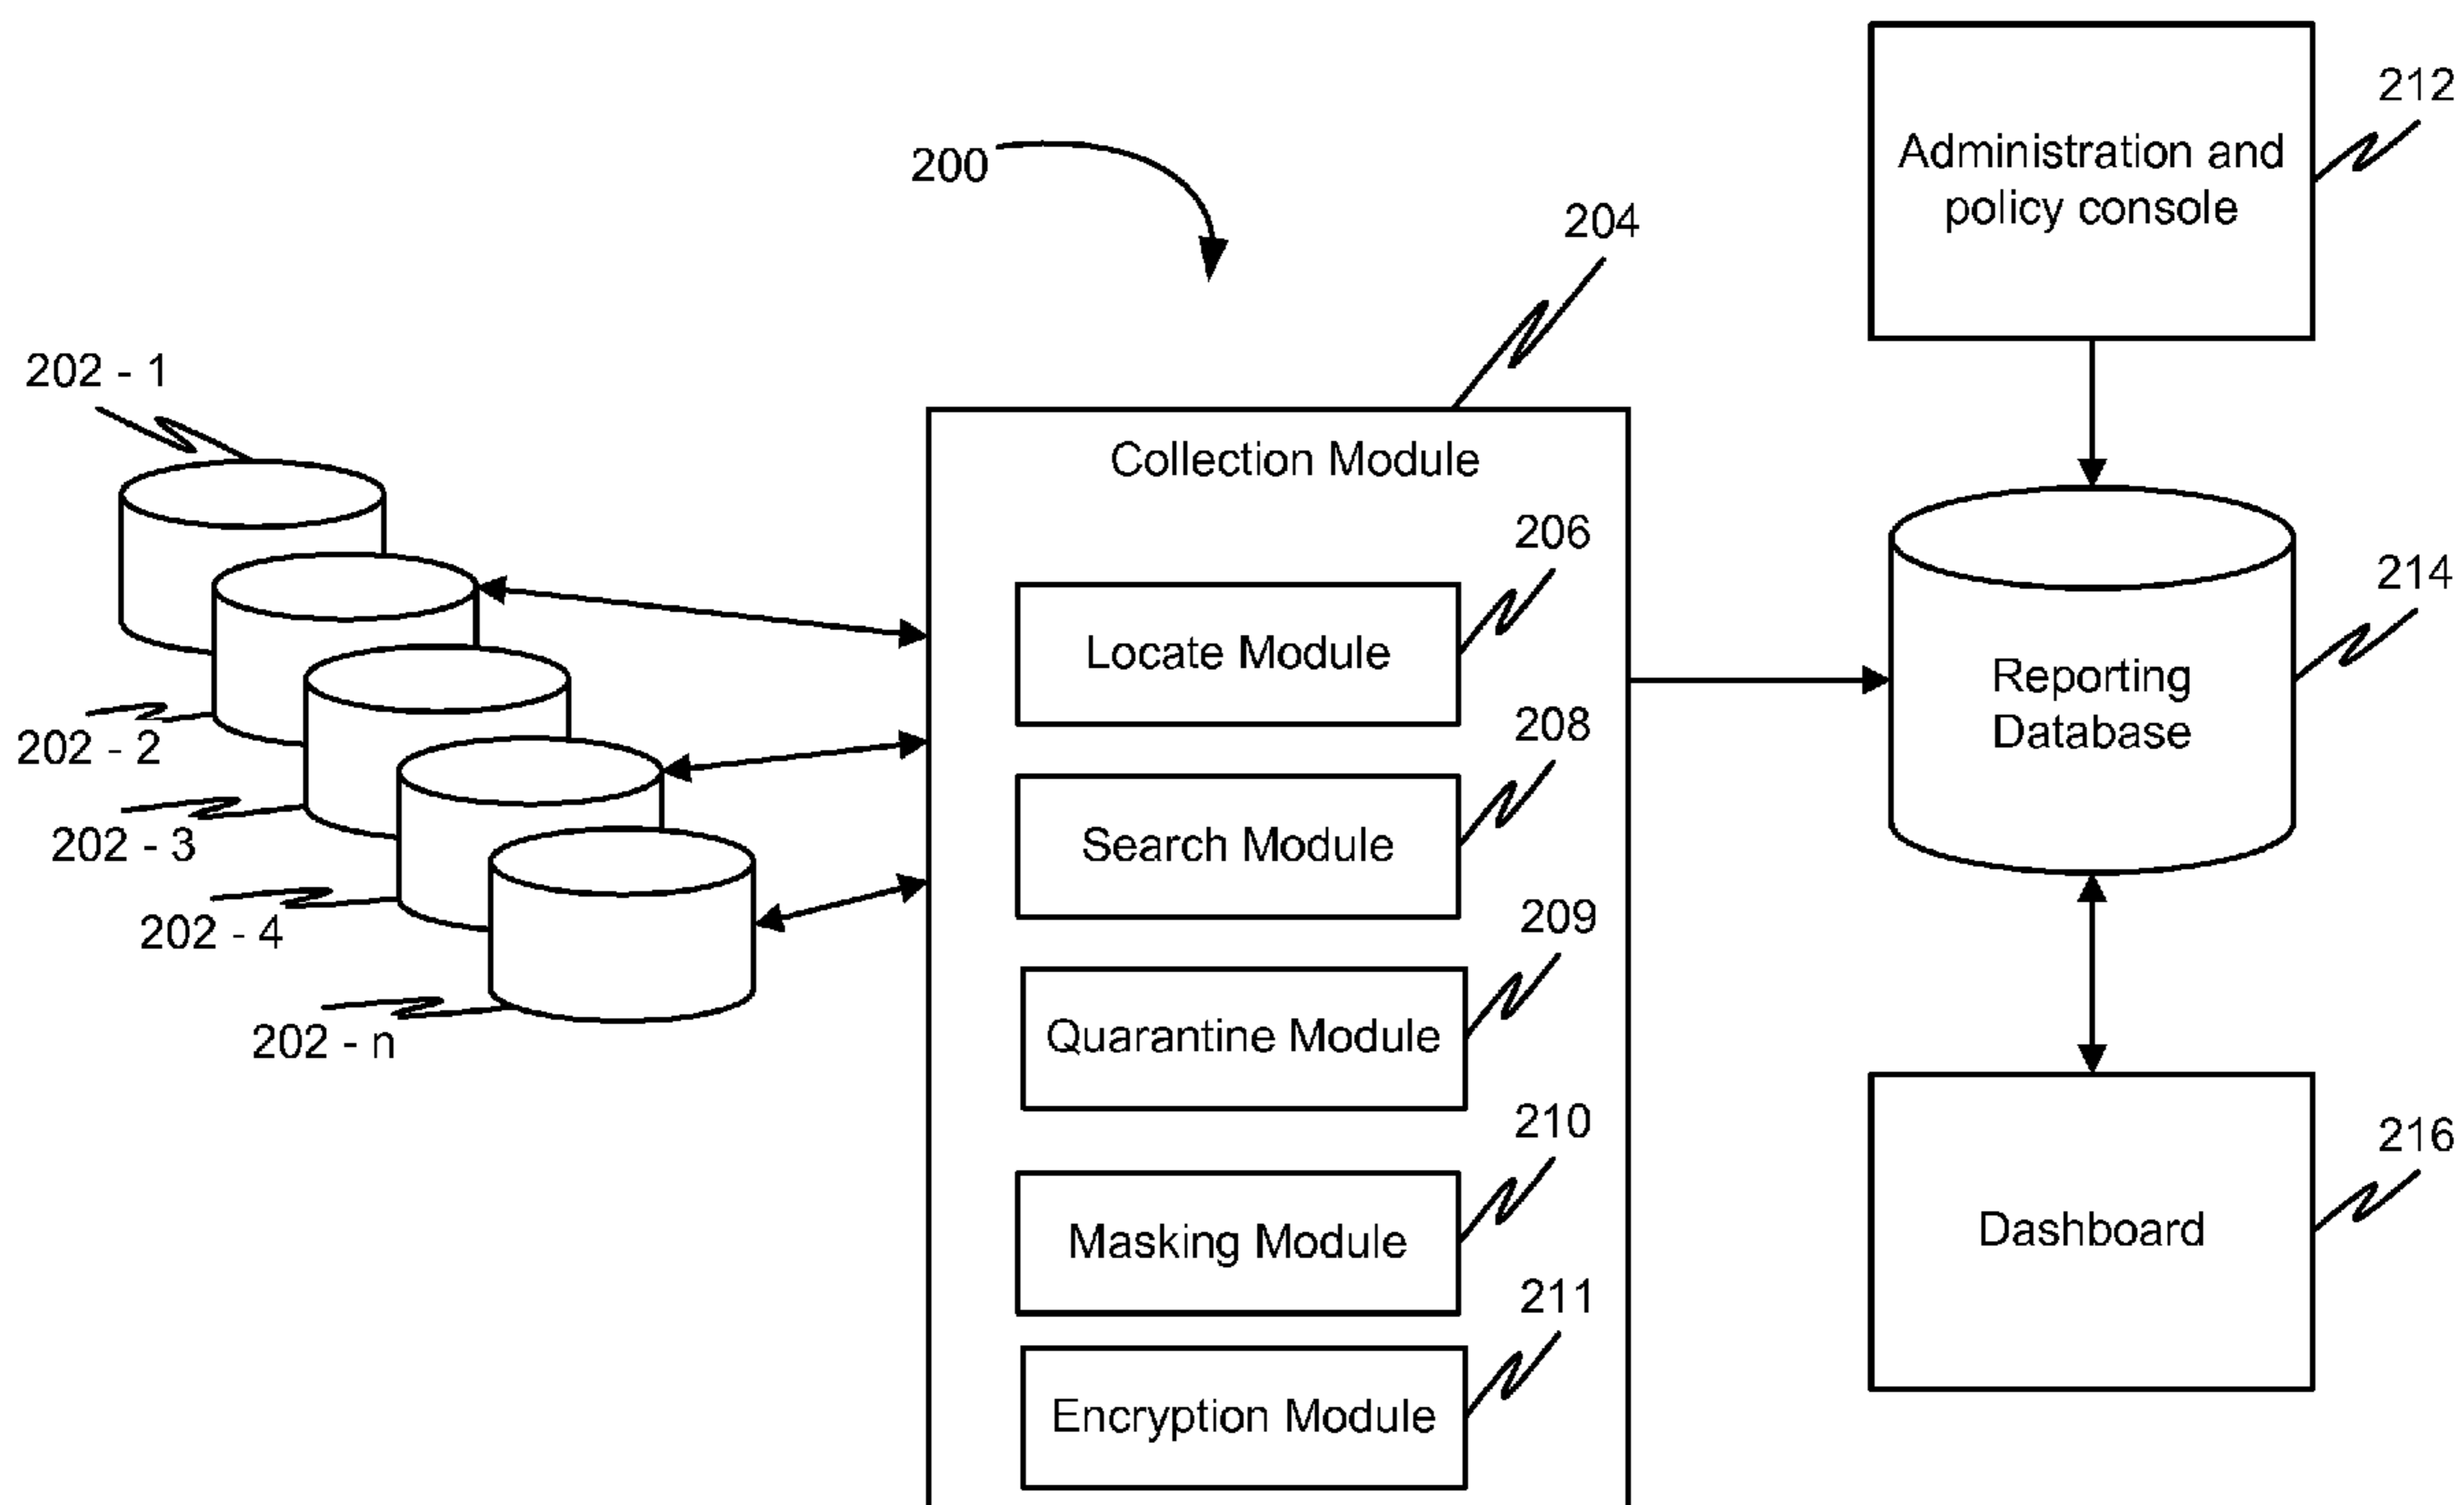 212
Administration and
policy console
200
204
202 - 1
Collection Module
206
214
Locate Module
Reporting
Database
208
202 - 2
Search Module
202 - 3
209
202 - 4
Quarantine Module
202 - n
210
216
Masking Module
Dashboard
211
Encryption Module